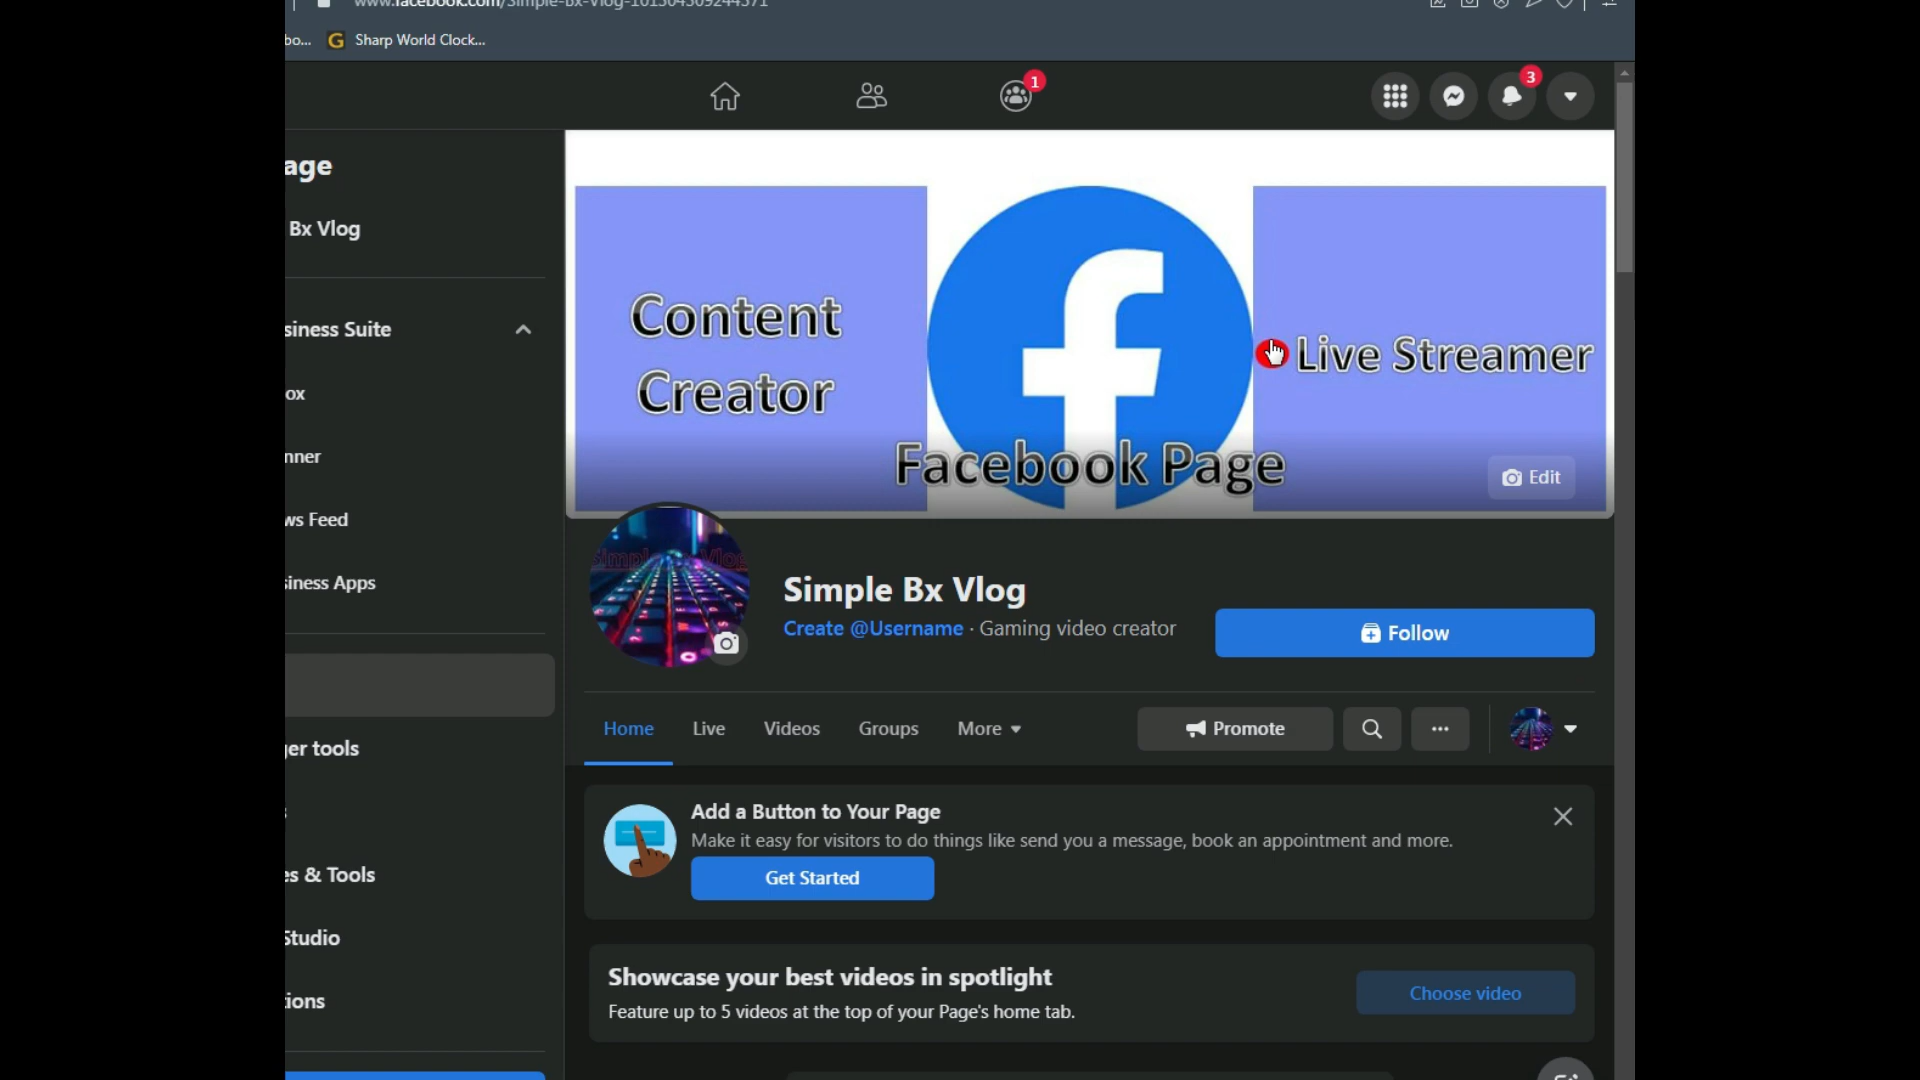 bo...
Sharp World Clock...
1
3
age
Bx Vlog
siness Suite
ox
nner
ws Feed
siness Apps
er tools
es & Tools
Studio
ions
Content
Creator
Live Streamer
Facebook Page
Edit
Simple Bx Vlog
Create @Username · Gaming video creator
Follow
Home
Live
Videos
Groups
More
Promote
Add a Button to Your Page
Make it easy for visitors to do things like send you a message, book an appointment and more.
Get Started
Showcase your best videos in spotlight
Feature up to 5 videos at the top of your Page's home tab.
Choose video